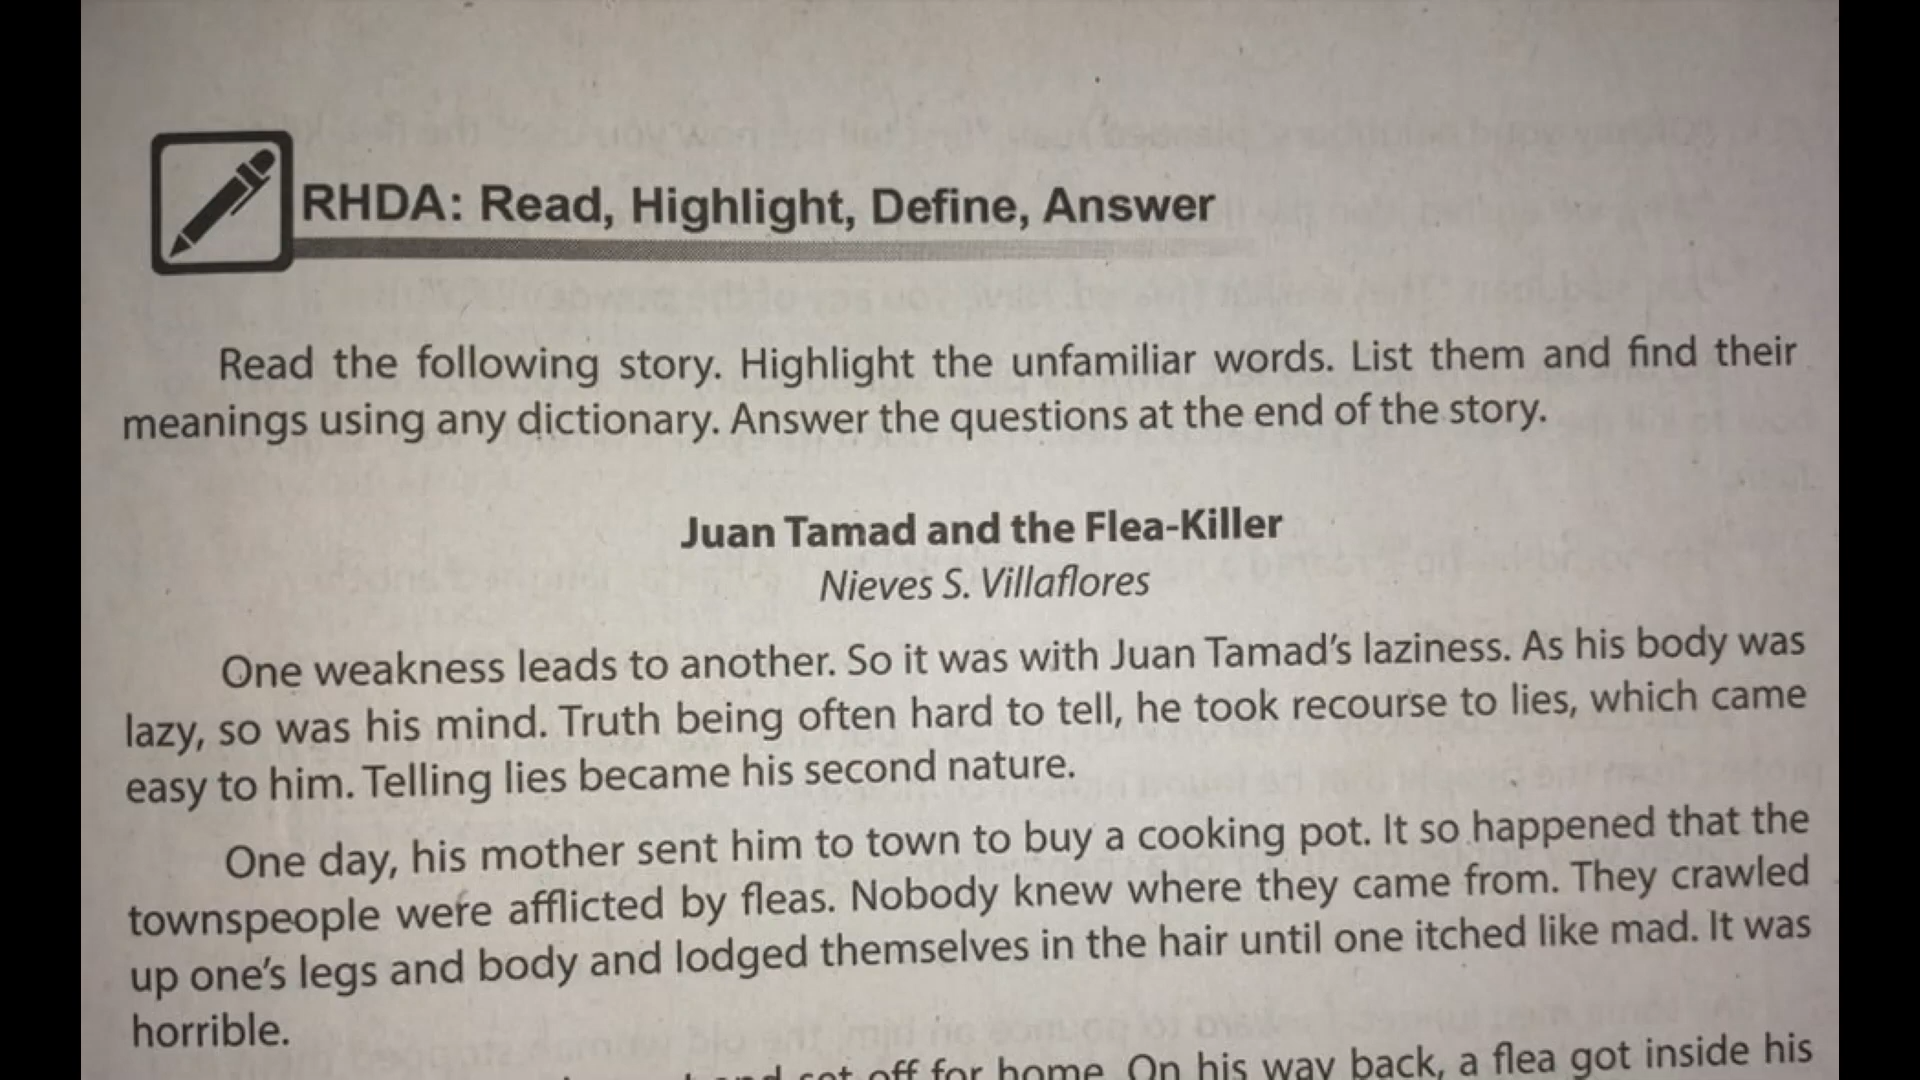 RHDA: Read, Highlight, Define, Answer
Read the following story. Highlight the unfamiliar words. List them and find their
meanings using any dictionary. Answer the questions at the end of the story.
Juan Tamad and the Flea-Killer
Nieves S. Villaflores
One weakness leads to another. So it was with Juan Tamad's laziness. As his body was
lazy, so was his mind. Truth being often hard to tell, he took recourse to lies, which came
easy to him. Telling lies became his second nature.
One day, his mother sent him to town to buy a cooking pot. It so happened that the
townspeople were afflicted by fleas. Nobody knew where they came from. They crawled
up one's legs and body and lodged themselves in the hair until one itched like mad. It was
horrible.
set off for home. On his way back, a flea got inside his